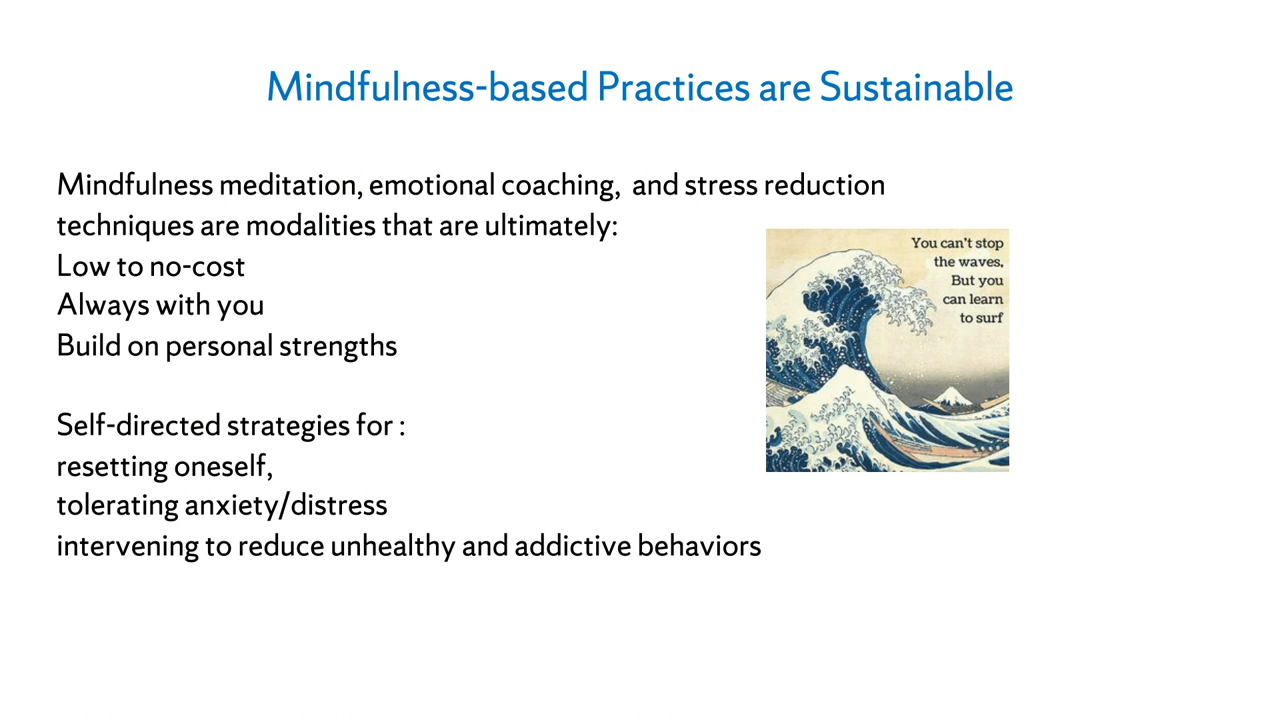 Mindfulness-based Practices are Sustainable
Mindfulness meditation, emotional coaching,  and stress reduction
techniques are modalities that are ultimately:
Low to no-cost
Always with you
Build on personal strengths
You can't stop
the waves,
But you
can learn
to surf
Self-directed strategies for :
resetting oneself,
tolerating anxiety/distress
intervening to reduce unhealthy and addictive behaviors